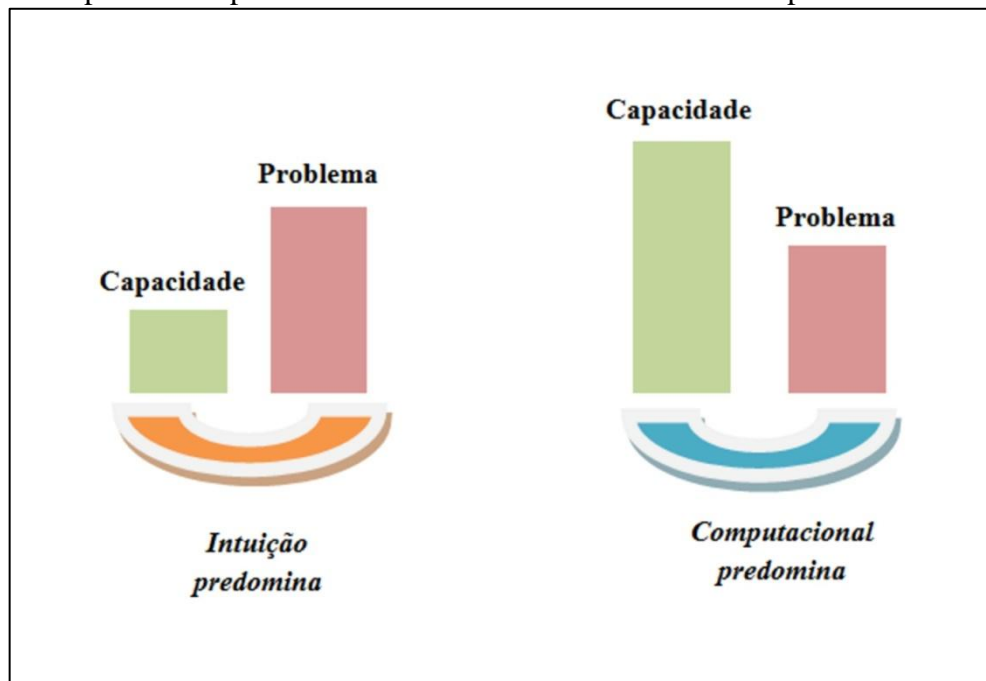 Capacidade
Problema
Capacidade
Problema
Intuição
predomina
Computacional
predomina